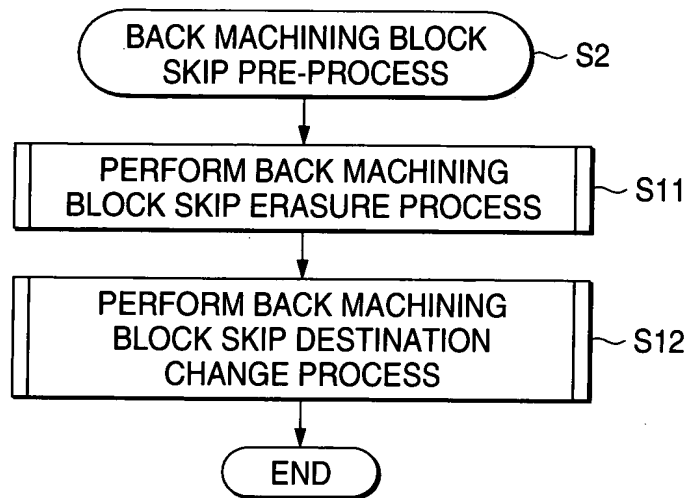 BACK MACHINING BLOCK
SKIP PRE-PROCESS
S2
PERFORM BACK MACHINING
BLOCK SKIP ERASURE PROCESS
S11
PERFORM BACK MACHINING
BLOCK SKIP DESTINATION
CHANGE PROCESS
S12
END